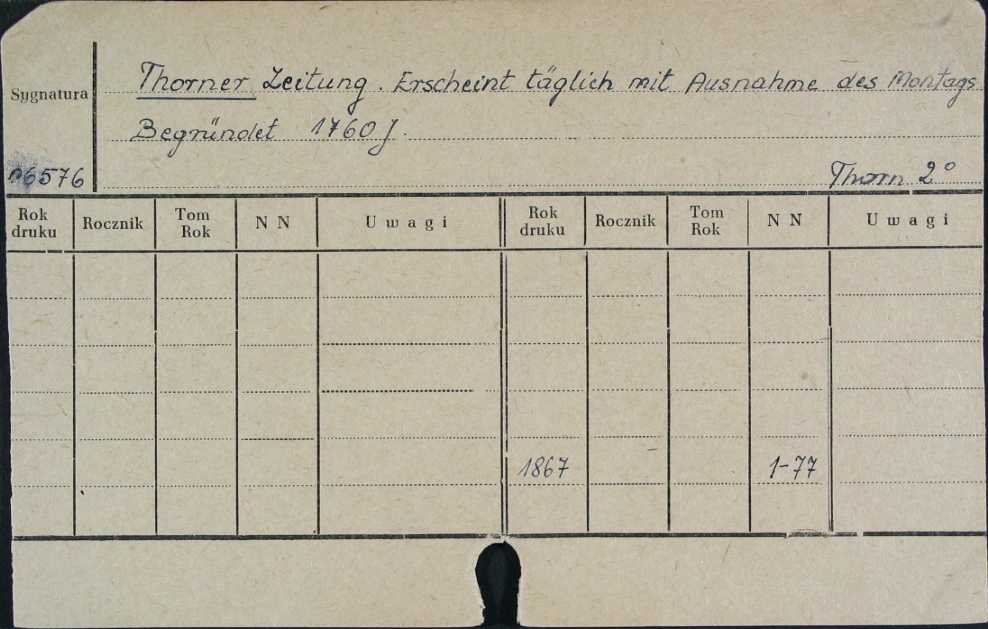 Sygnatura
Thorner Zeitung. Erscheint täglich mit Ausnahme des Montags
Begründet 1760 J.
06576
Thorn 2°
Rok druku Rocznik Tom Rok N N Uwagi Rok druku Rocznik Tom Rok N N Uwagi
1867 1-77